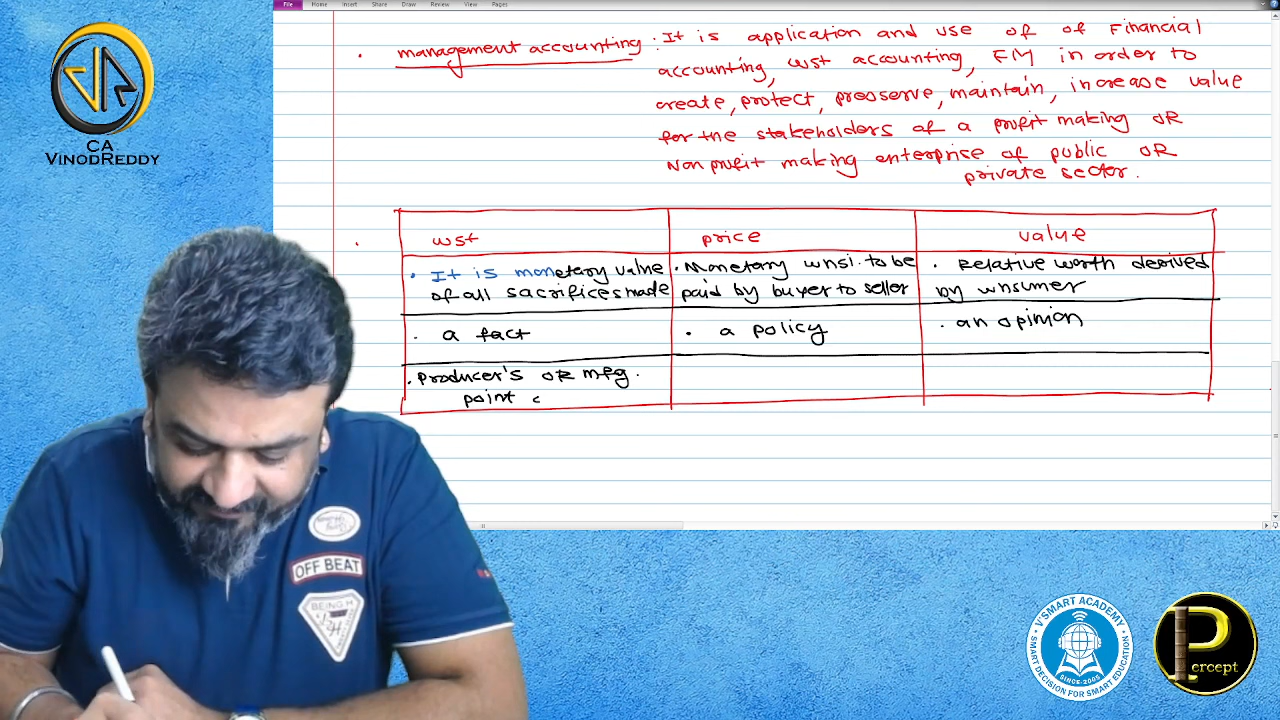 File Home Insert Share Draw Review View Pages
management accounting : It is application and use of of Financial
accounting, cost accounting, FM in order to
create, protect, preoserve, maintain, increase value
for the stakeholders of a profit making OR
Non profit making enterprise of public OR
private sector.
cost price value
• It is monetary value • Monetary consi. to be • Relative worth derived
of all sacrifices made paid by buyer to seller by consumer
• a fact • a policy • an opinion
• producer's OR mfg.
point
CA
VINODREDDY
OFF BEAT
BEING H
V'SMART ACADEMY
SMART DECISION FOR SMART EDUCATION
SINCE-2005
Percept